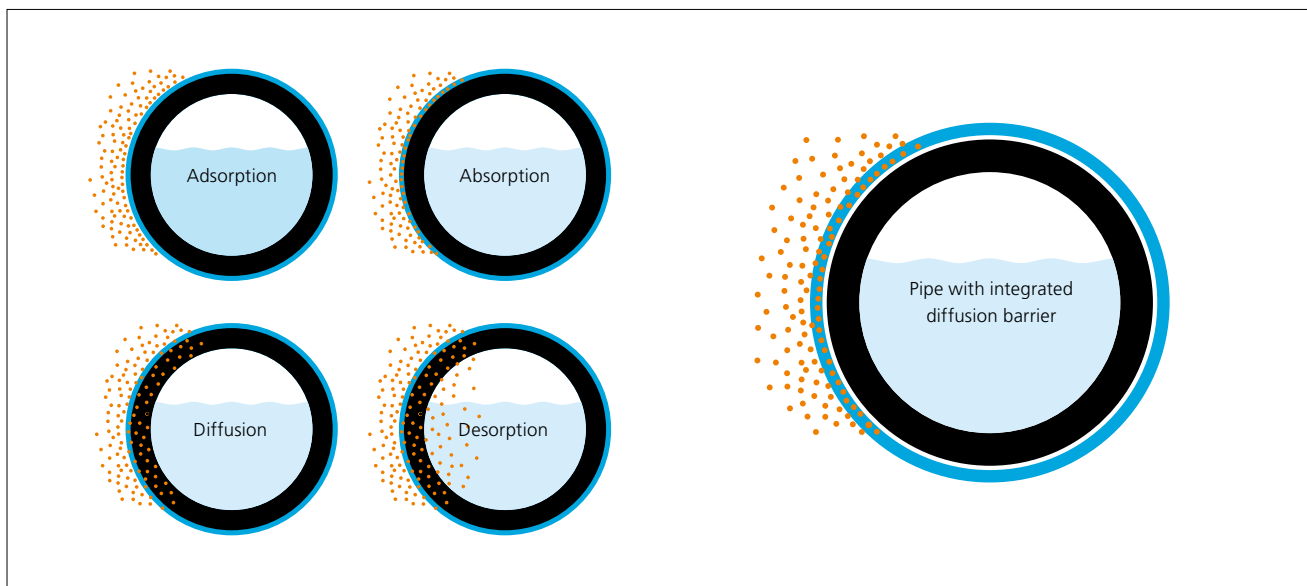 Adsorption
Absorption
Diffusion
Desorption
Pipe with integrated
diffusion barrier